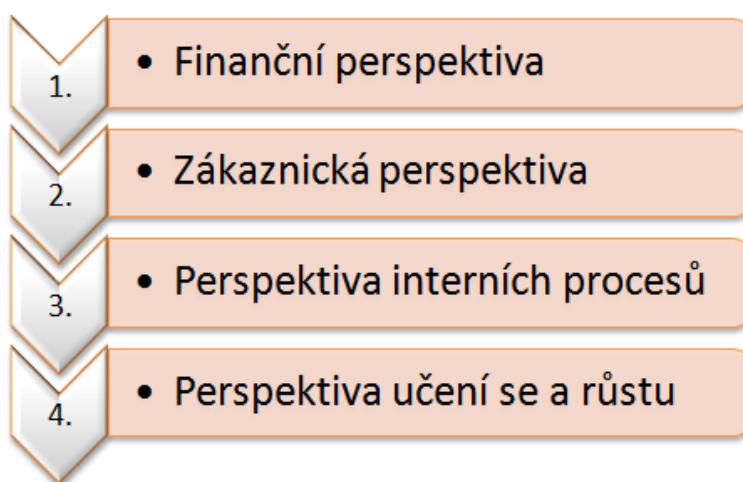 1. • Finanční perspektiva
2. • Zákaznická perspektiva
3. • Perspektiva interních procesů
4. • Perspektiva učení se a růstu